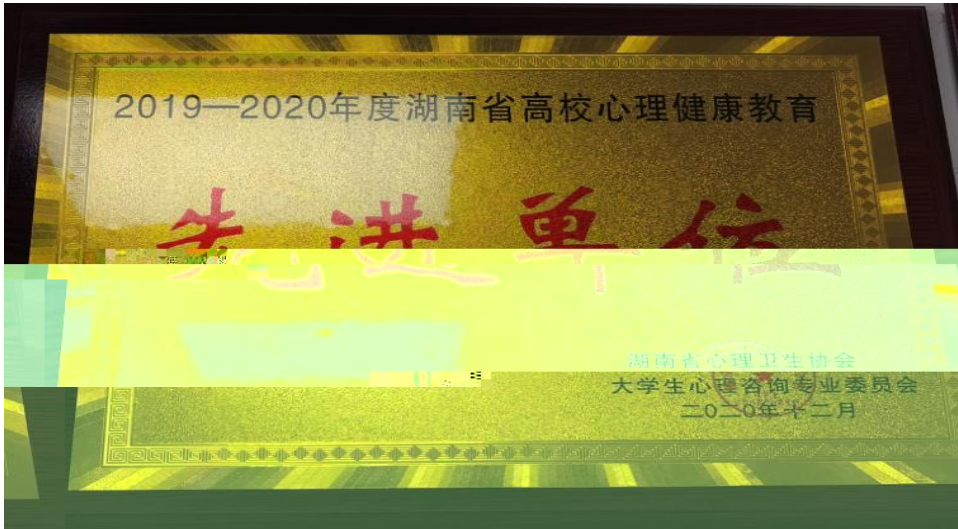 2019—2020年度湖南省高校心理健康教育
先进单位
湖南省心理卫生协会
大学生心理咨询专业委员会
二〇二〇年十二月